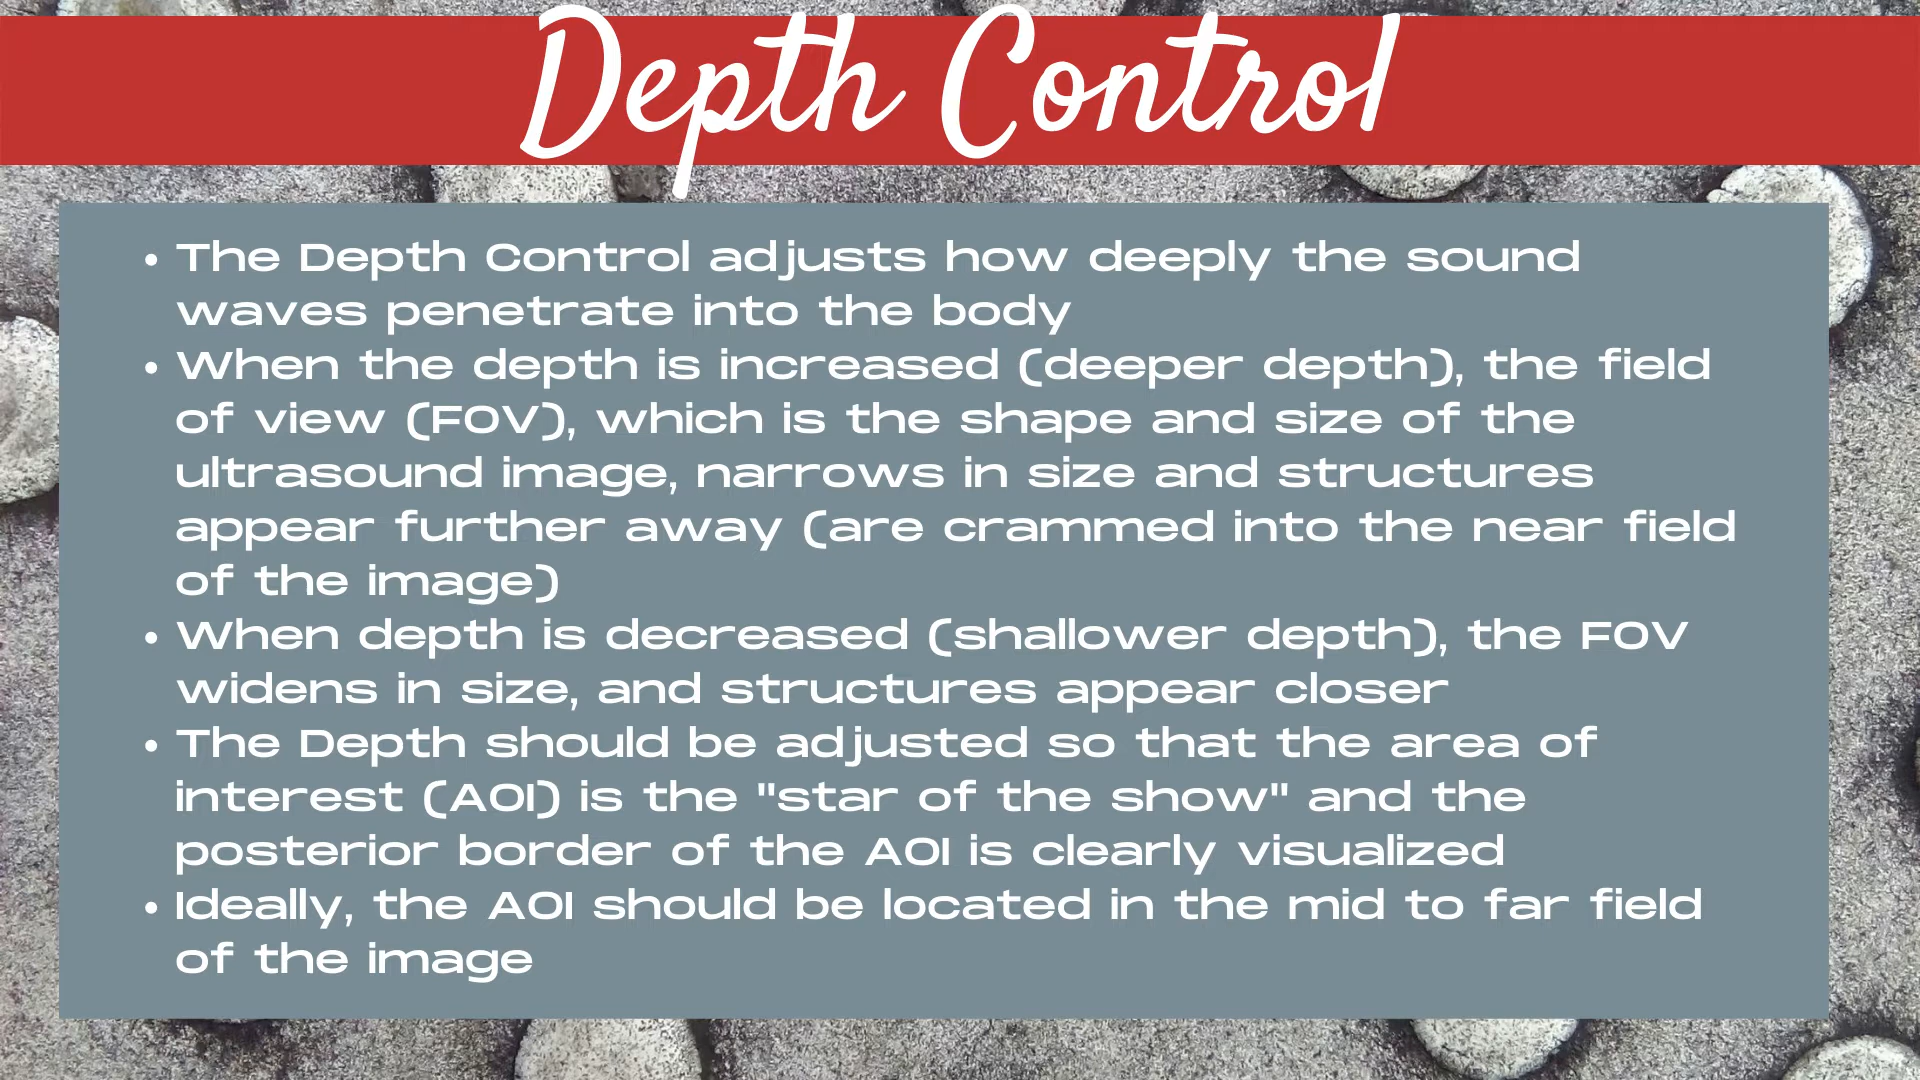 Depth Control
• The Depth Control adjusts how deeply the sound
waves penetrate into the body
• When the depth is increased (deeper depth), the field
of view (FOV), which is the shape and size of the
ultrasound image, narrows in size and structures
appear further away (are crammed into the near field
of the image)
• When depth is decreased (shallower depth), the FOV
widens in size, and structures appear closer
• The Depth should be adjusted so that the area of
interest (AOI) is the "star of the show" and the
posterior border of the AOI is clearly visualized
• Ideally, the AOI should be located in the mid to far field
of the image